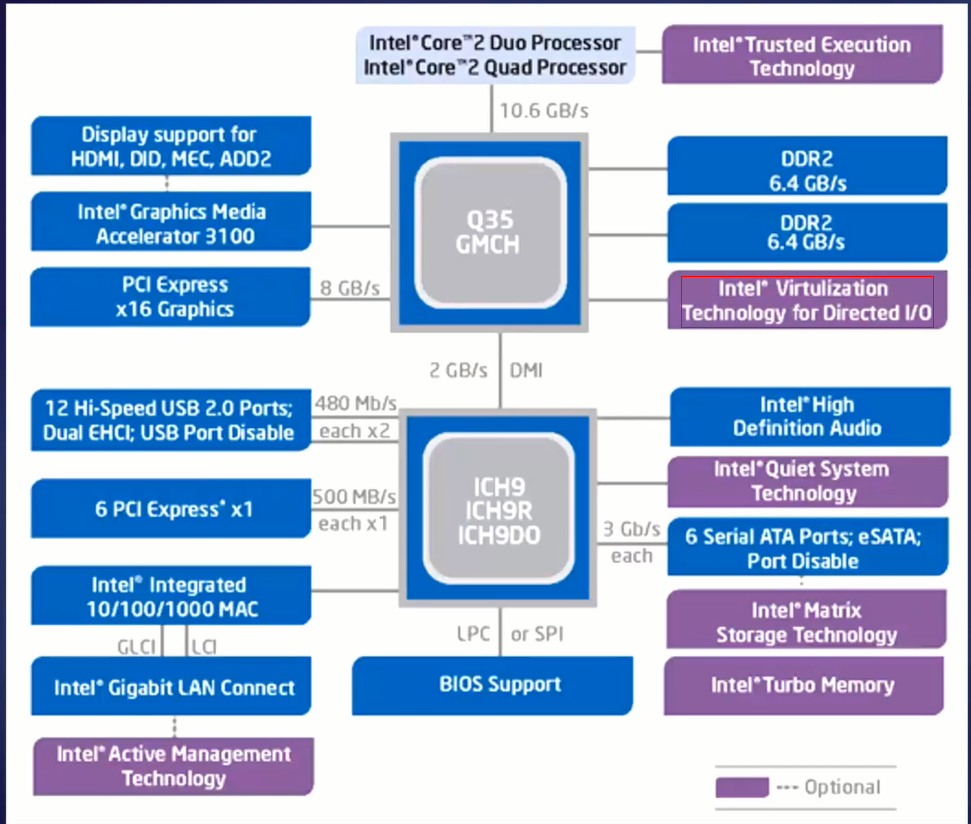 Intel® Core™2 Duo Processor
Intel® Core™2 Quad Processor
Intel® Trusted Execution
Technology
10.6 GB/s
Display support for
HDMI, DID, MEC, ADD2
Q35
GMCH
DDR2
6.4 GB/s
Intel® Graphics Media
Accelerator 3100
DDR2
6.4 GB/s
PCI Express
x16 Graphics
8 GB/s
Intel® Virtulization
Technology for Directed I/O
2 GB/s DMI
12 Hi-Speed USB 2.0 Ports;
Dual EHCI; USB Port Disable
480 Mb/s
each x2
Intel® High
Definition Audio
ICH9
ICH9R
ICH9DO
Intel® Quiet System
Technology
6 PCI Express* x1
500 MB/s
each x1
3 Gb/s
each
6 Serial ATA Ports; eSATA;
Port Disable
Intel® Integrated
10/100/1000 MAC
Intel® Matrix
Storage Technology
GLCI LCI
LPC or SPI
Intel® Gigabit LAN Connect
BIOS Support
Intel® Turbo Memory
Intel® Active Management
Technology
--- Optional